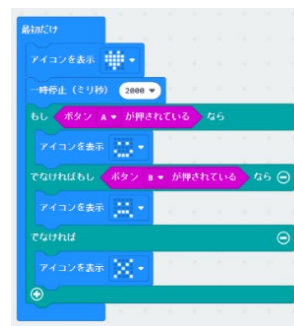 最初だけ
アイコンを表示
一時停止（ミリ秒） 2000
もし ボタン A が押されている なら
アイコンを表示
でなければもし ボタン B が押されている なら
アイコンを表示
でなければ
アイコンを表示